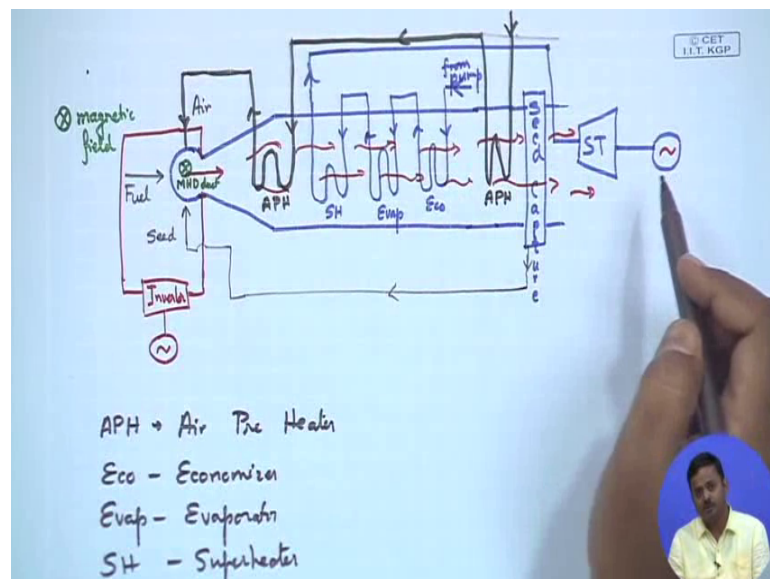 © CET
I.I.T. KGP
from
pump
Air
magnetic
field
ST
MHD duct
Fuel
APH
SH
Evap
Eco
APH
Seed
Seed Capture
Invertor
APH → Air Pre Heater
Eco - Economizer
Evap - Evaporator
SH - Superheater